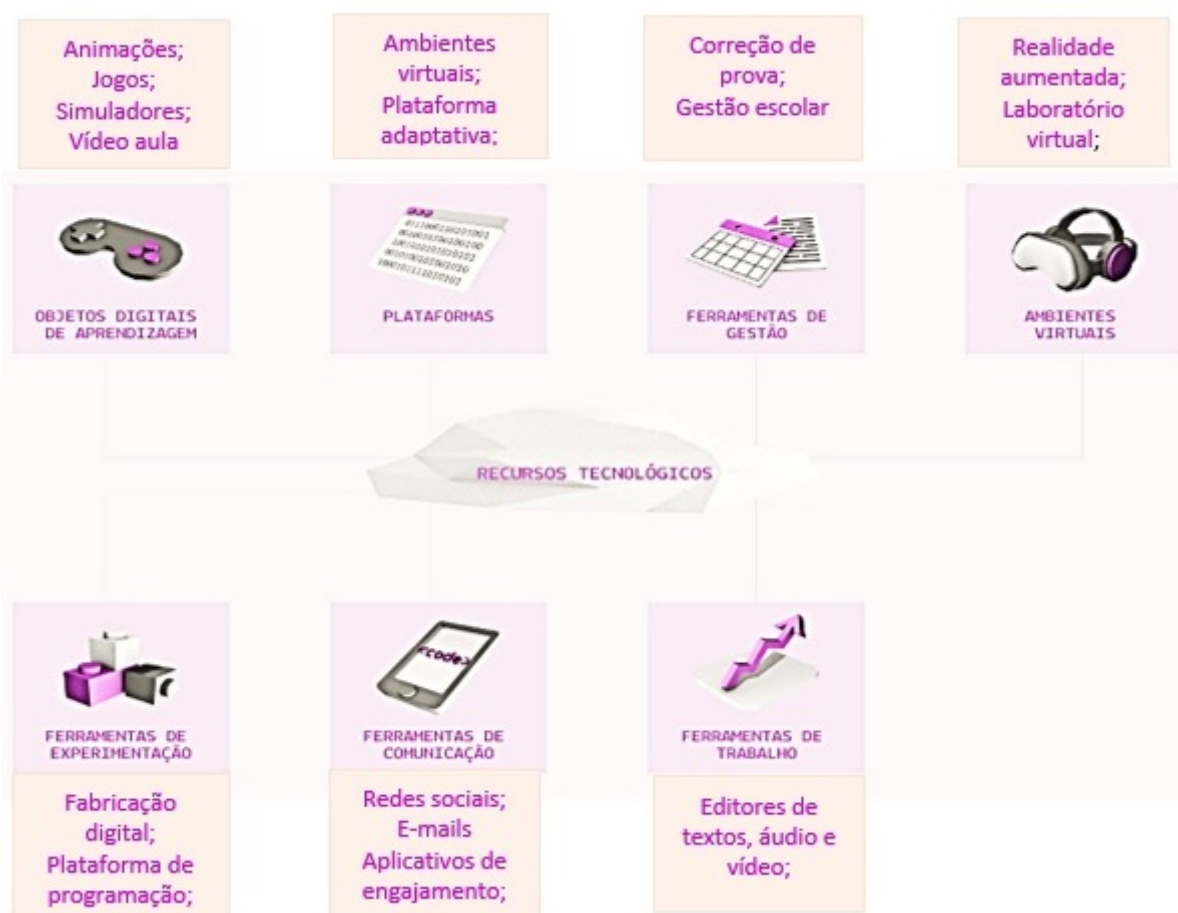 Animações;
Jogos;
Simuladores;
Vídeo aula
Ambientes
virtuais;
Plataforma
adaptativa;
Correção de
prova;
Gestão escolar
Realidade
aumentada;
Laboratório
virtual;
OBJETOS DIGITAIS
DE APRENDIZAGEM
PLATAFORMAS
FERRAMENTAS DE
GESTÃO
AMBIENTES
VIRTUAIS
RECURSOS TECNOLÓGICOS
<code>
FERRAMENTAS DE
EXPERIMENTAÇÃO
FERRAMENTAS DE
COMUNICAÇÃO
FERRAMENTAS DE
TRABALHO
Fabricação
digital;
Plataforma de
programação;
Redes sociais;
E-mails
Aplicativos de
engajamento;
Editores de
textos, áudio e
vídeo;